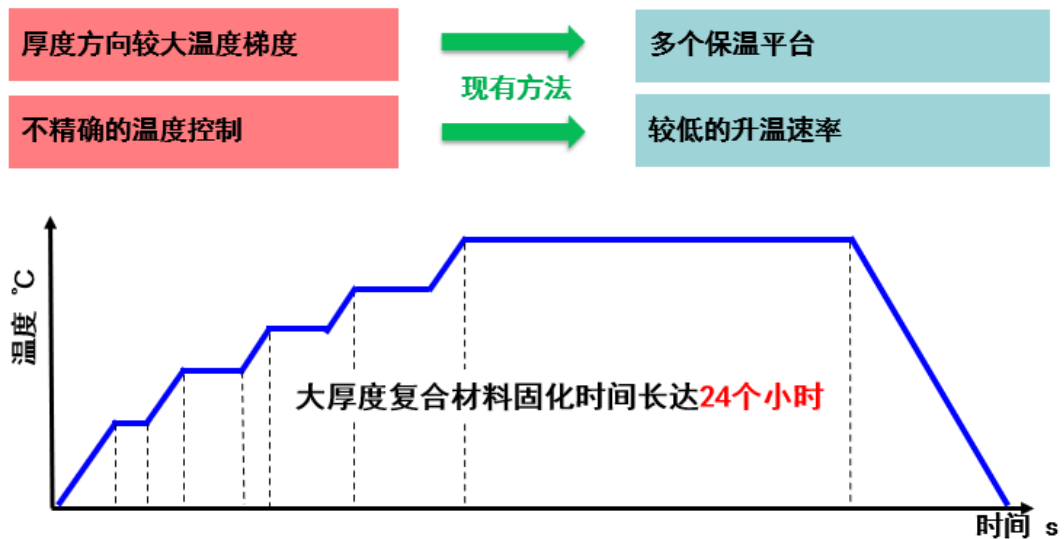 厚度方向较大温度梯度
多个保温平台
现有方法
不精确的温度控制
较低的升温速率
温度 ℃
大厚度复合材料固化时间长达24个小时
时间 s